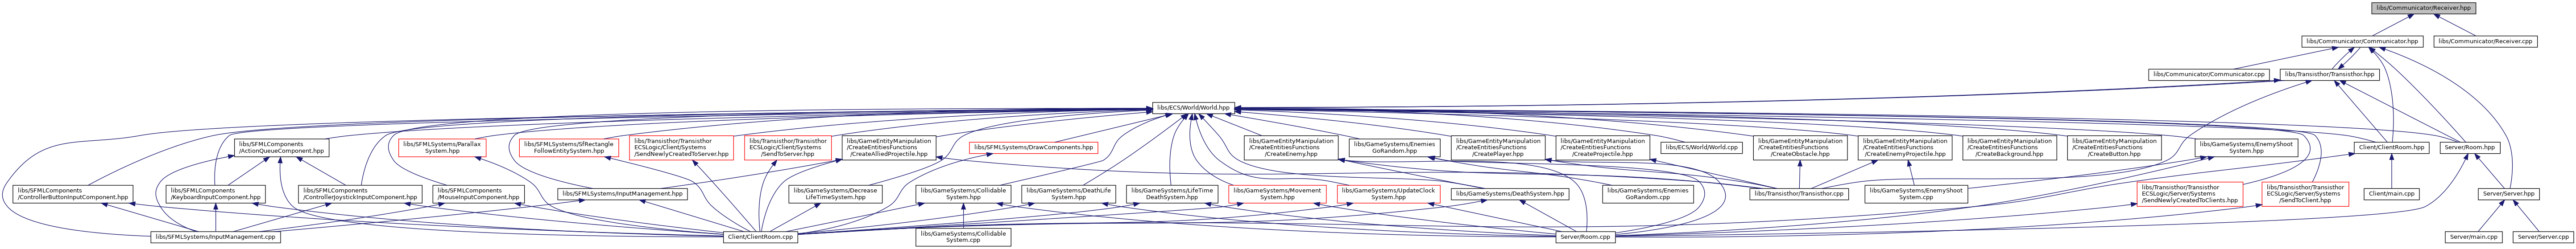 libs/Communicator/Receiver.hpp
libs/Communicator/Communicator.hpp
libs/Communicator/Receiver.cpp
libs/Communicator/Communicator.cpp
libs/Transisthor/Transisthor.hpp
libs/ECS/World/World.hpp
libs/SFMLComponents
/ActionQueueComponent.hpp
libs/SFMLSystems/Parallax
System.hpp
libs/SFMLSystems/SfRectangle
FollowEntitySystem.hpp
libs/Transisthor/Transisthor
ECSLogic/Client/Systems
/SendNewlyCreatedToServer.hpp
libs/Transisthor/Transisthor
ECSLogic/Client/Systems
/SendToServer.hpp
libs/GameEntityManipulation
/CreateEntitiesFunctions
/CreateAlliedProjectile.hpp
libs/SFMLSystems/DrawComponents.hpp
libs/GameEntityManipulation
/CreateEntitiesFunctions
/CreateEnemy.hpp
libs/GameSystems/Enemies
GoRandom.hpp
libs/GameEntityManipulation
/CreateEntitiesFunctions
/CreatePlayer.hpp
libs/GameEntityManipulation
/CreateEntitiesFunctions
/CreateProjectile.hpp
libs/ECS/World/World.cpp
libs/GameEntityManipulation
/CreateEntitiesFunctions
/CreateObstacle.hpp
libs/GameEntityManipulation
/CreateEntitiesFunctions
/CreateEnemyProjectile.hpp
libs/GameEntityManipulation
/CreateEntitiesFunctions
/CreateBackground.hpp
libs/GameEntityManipulation
/CreateEntitiesFunctions
/CreateButton.hpp
libs/GameSystems/EnemyShoot
System.hpp
Client/ClientRoom.hpp
Server/Room.hpp
libs/SFMLComponents
/ControllerButtonInputComponent.hpp
libs/SFMLComponents
/KeyboardInputComponent.hpp
libs/SFMLComponents
/ControllerJoystickInputComponent.hpp
libs/SFMLComponents
/MouseInputComponent.hpp
libs/SFMLSystems/InputManagement.hpp
libs/GameSystems/Decrease
LifeTimeSystem.hpp
libs/GameSystems/Collidable
System.hpp
libs/GameSystems/DeathLife
System.hpp
libs/GameSystems/LifeTime
DeathSystem.hpp
libs/GameSystems/Movement
System.hpp
libs/GameSystems/UpdateClock
System.hpp
libs/GameSystems/DeathSystem.hpp
libs/GameSystems/Enemies
GoRandom.cpp
libs/Transisthor/Transisthor.cpp
libs/GameSystems/EnemyShoot
System.cpp
libs/Transisthor/Transisthor
ECSLogic/Server/Systems
/SendNewlyCreatedToClients.hpp
libs/Transisthor/Transisthor
ECSLogic/Server/Systems
/SendToClient.hpp
Client/main.cpp
Server/Server.hpp
libs/SFMLSystems/InputManagement.cpp
Client/ClientRoom.cpp
libs/GameSystems/Collidable
System.cpp
Server/Room.cpp
Server/main.cpp
Server/Server.cpp